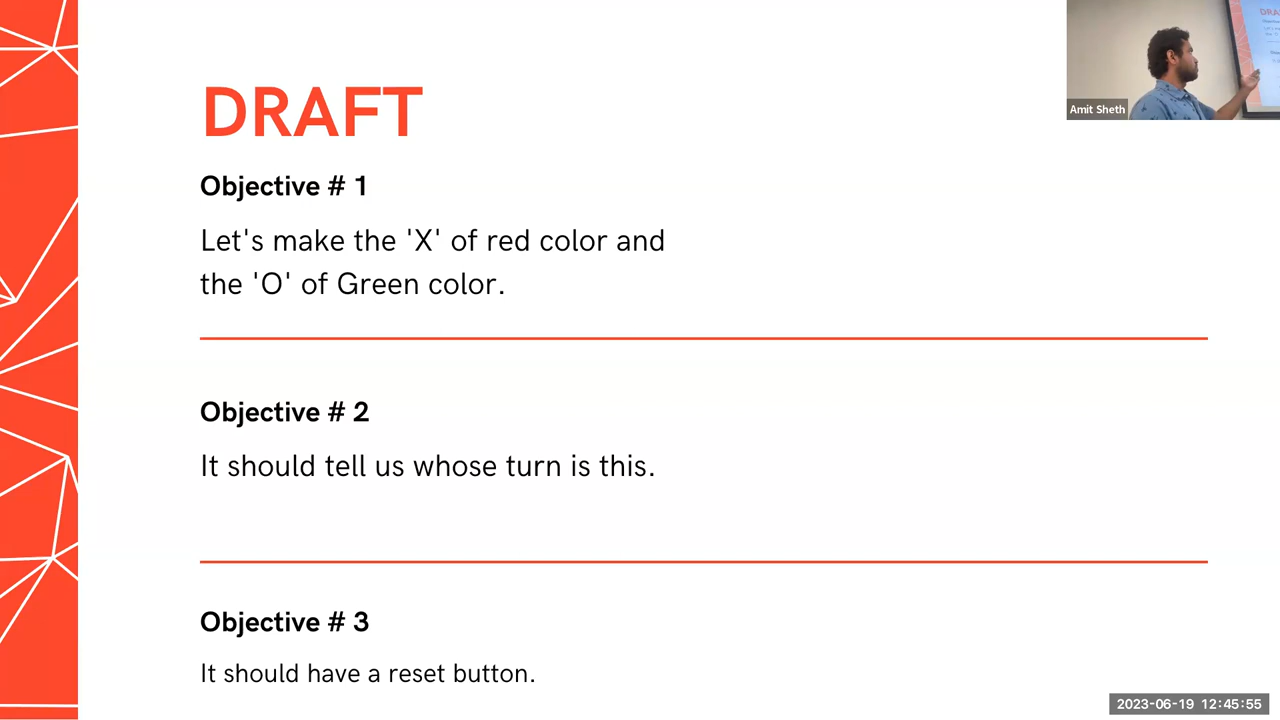 DRAFT
Objective # 1
Let's make the 'X' of red color and
the 'O' of Green color.
Objective # 2
It should tell us whose turn is this.
Objective # 3
It should have a reset button.
Amit Sheth
2023-06-19 12:45:55